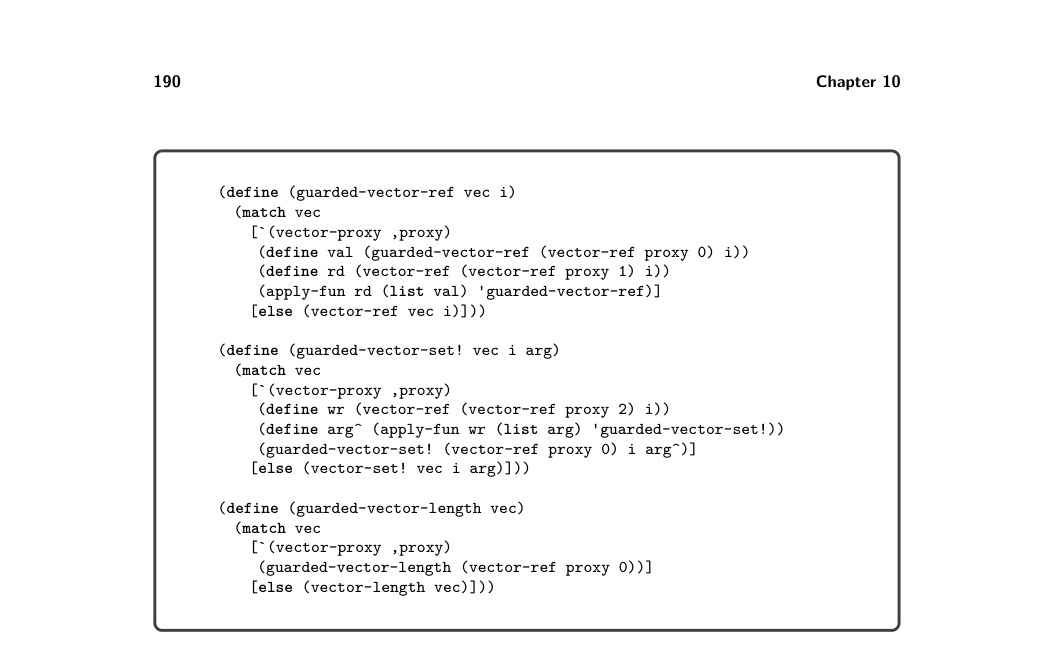 190 Chapter 10
(define (guarded-vector-ref vec i)
  (match vec
    [`(vector-proxy ,proxy)
     (define val (guarded-vector-ref (vector-ref proxy 0) i))
     (define rd (vector-ref (vector-ref proxy 1) i))
     (apply-fun rd (list val) 'guarded-vector-ref)]
    [else (vector-ref vec i)]))
(define (guarded-vector-set! vec i arg)
  (match vec
    [`(vector-proxy ,proxy)
     (define wr (vector-ref (vector-ref proxy 2) i))
     (define arg^ (apply-fun wr (list arg) 'guarded-vector-set!))
     (guarded-vector-set! (vector-ref proxy 0) i arg^)]
    [else (vector-set! vec i arg)]))
(define (guarded-vector-length vec)
  (match vec
    [`(vector-proxy ,proxy)
     (guarded-vector-length (vector-ref proxy 0))]
    [else (vector-length vec)]))